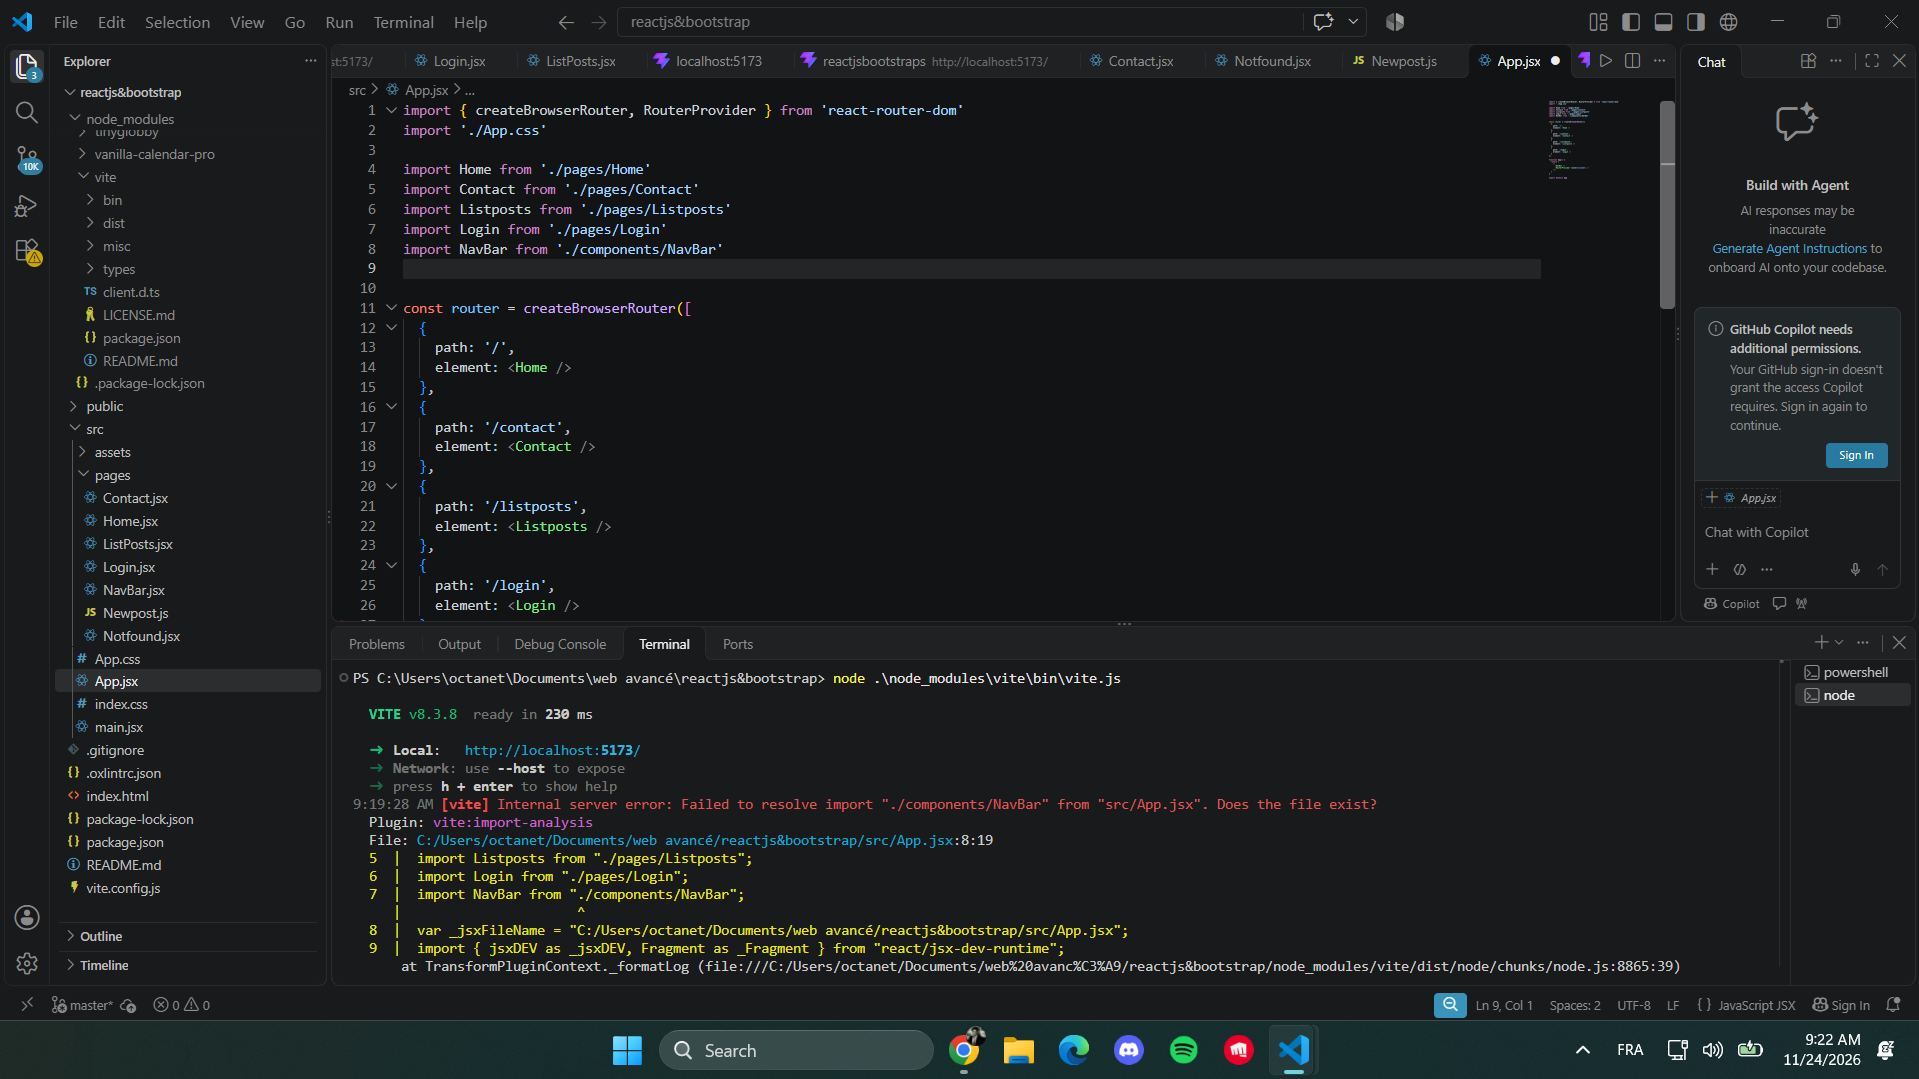 File Edit Selection View Go Run Terminal Help
reactjs&bootstrap
Explorer
reactjs&bootstrap
node_modules
tinyglobby
vanilla-calendar-pro
vite
bin
dist
misc
types
TS client.d.ts
LICENSE.md
{} package.json
README.md
{} .package-lock.json
public
src
assets
pages
Contact.jsx
Home.jsx
ListPosts.jsx
Login.jsx
NavBar.jsx
JS Newpost.js
Notfound.jsx
# App.css
App.jsx
# index.css
main.jsx
.gitignore
{} .oxlintrc.json
<> index.html
{} package-lock.json
{} package.json
README.md
vite.config.js
Outline
Timeline
3
10K
st:5173/ Login.jsx ListPosts.jsx localhost:5173 reactjsbootstraps http://localhost:5173/ Contact.jsx Notfound.jsx JS Newpost.js App.jsx
src > App.jsx > ...
1 import { createBrowserRouter, RouterProvider } from 'react-router-dom'
2 import './App.css'
3
4 import Home from './pages/Home'
5 import Contact from './pages/Contact'
6 import Listposts from './pages/Listposts'
7 import Login from './pages/Login'
8 import NavBar from './components/NavBar'
9
10
11 const router = createBrowserRouter([
12 {
13 path: '/',
14 element: <Home />
15 },
16 {
17 path: '/contact',
18 element: <Contact />
19 },
20 {
21 path: '/listposts',
22 element: <Listposts />
23 },
24 {
25 path: '/login',
26 element: <Login />
Chat
Build with Agent
AI responses may be
inaccurate
Generate Agent Instructions to
onboard AI onto your codebase.
GitHub Copilot needs
additional permissions.
Your GitHub sign-in doesn't
grant the access Copilot
requires. Sign in again to
continue.
Sign In
App.jsx
Chat with Copilot
Copilot
Problems Output Debug Console Terminal Ports
powershell
node
PS C:\Users\octanet\Documents\web avancé\reactjs&bootstrap> node .\node_modules\vite\bin\vite.js
VITE v8.3.8 ready in 230 ms
➜ Local: http://localhost:5173/
➜ Network: use --host to expose
➜ press h + enter to show help
9:19:28 AM [vite] Internal server error: Failed to resolve import "./components/NavBar" from "src/App.jsx". Does the file exist?
Plugin: vite:import-analysis
File: C:/Users/octanet/Documents/web avancé/reactjs&bootstrap/src/App.jsx:8:19
5 | import Listposts from "./pages/Listposts";
6 | import Login from "./pages/Login";
7 | import NavBar from "./components/NavBar";
| ^
8 | var _jsxFileName = "C:/Users/octanet/Documents/web avancé/reactjs&bootstrap/src/App.jsx";
9 | import { jsxDEV as _jsxDEV, Fragment as _Fragment } from "react/jsx-dev-runtime";
at TransformPluginContext._formatLog (file:///C:/Users/octanet/Documents/web%20avanc%C3%A9/reactjs&bootstrap/node_modules/vite/dist/node/chunks/node.js:8865:39)
master* 0 0
Ln 9, Col 1 Spaces: 2 UTF-8 LF {} JavaScript JSX Sign In
Search
FRA
9:22 AM
11/24/2026